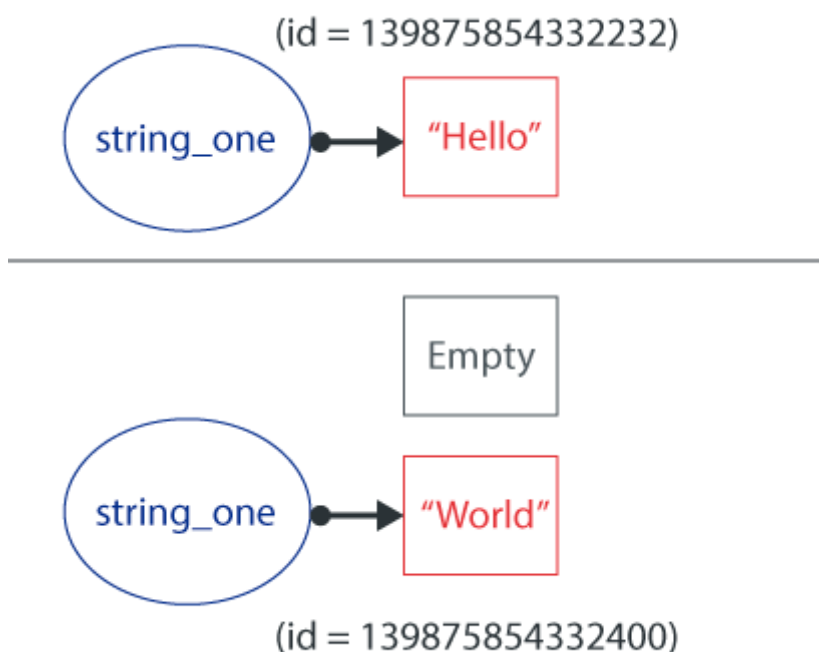 (id = 139875854332232)
string_one
“Hello”
Empty
string_one
“World”
(id = 139875854332400)